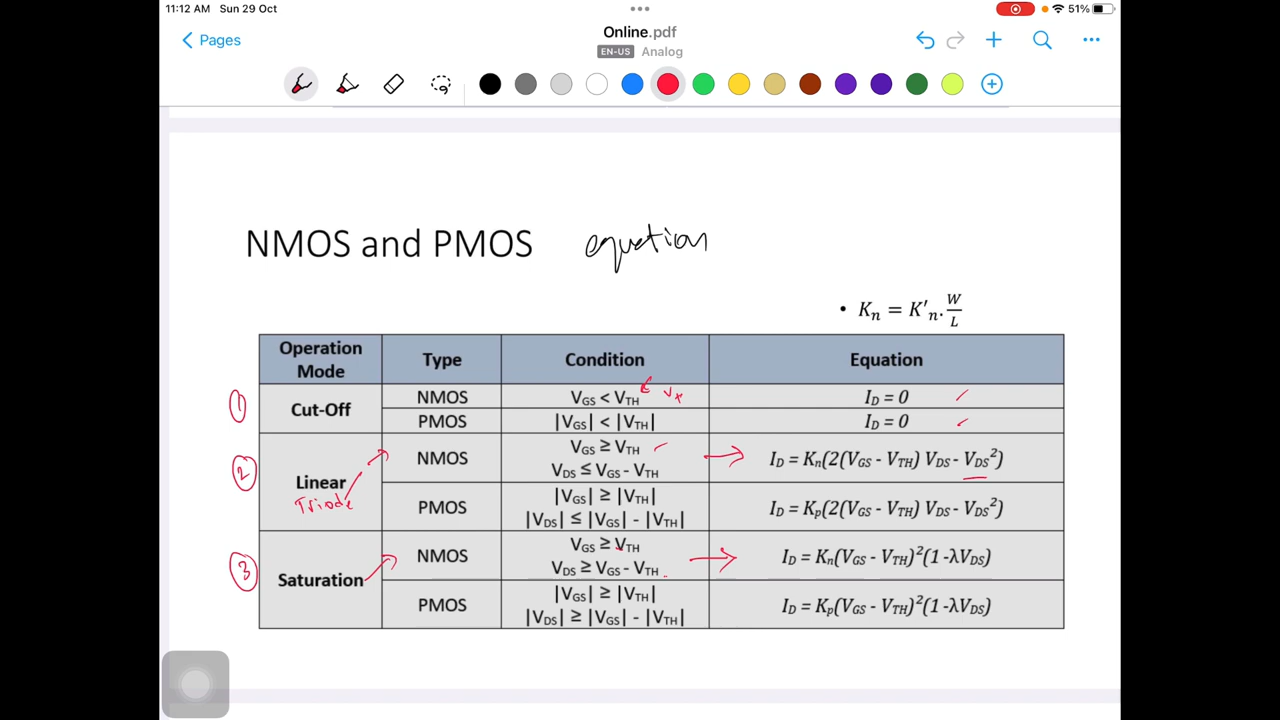 11:12 AM Sun 29 Oct
51%
Pages
Online.pdf
EN-US Analog
NMOS and PMOS equation
• Kn = K'n. W/L
Operation Mode Type Condition Equation
① Cut-Off NMOS VGS < VTH Vt ID = 0
PMOS |VGS| < |VTH| ID = 0
② Linear Triode NMOS VGS ≥ VTH
VDS ≤ VGS - VTH ID = Kn(2(VGS - VTH) VDS - VDS²)
PMOS |VGS| ≥ |VTH|
|VDS| ≤ |VGS| - |VTH| ID = Kp(2(VGS - VTH) VDS - VDS²)
③ Saturation NMOS VGS ≥ VTH
VDS ≥ VGS - VTH ID = Kn(VGS - VTH)²(1 -λVDS)
PMOS |VGS| ≥ |VTH|
|VDS| ≥ |VGS| - |VTH| ID = Kp(VGS - VTH)²(1 -λVDS)